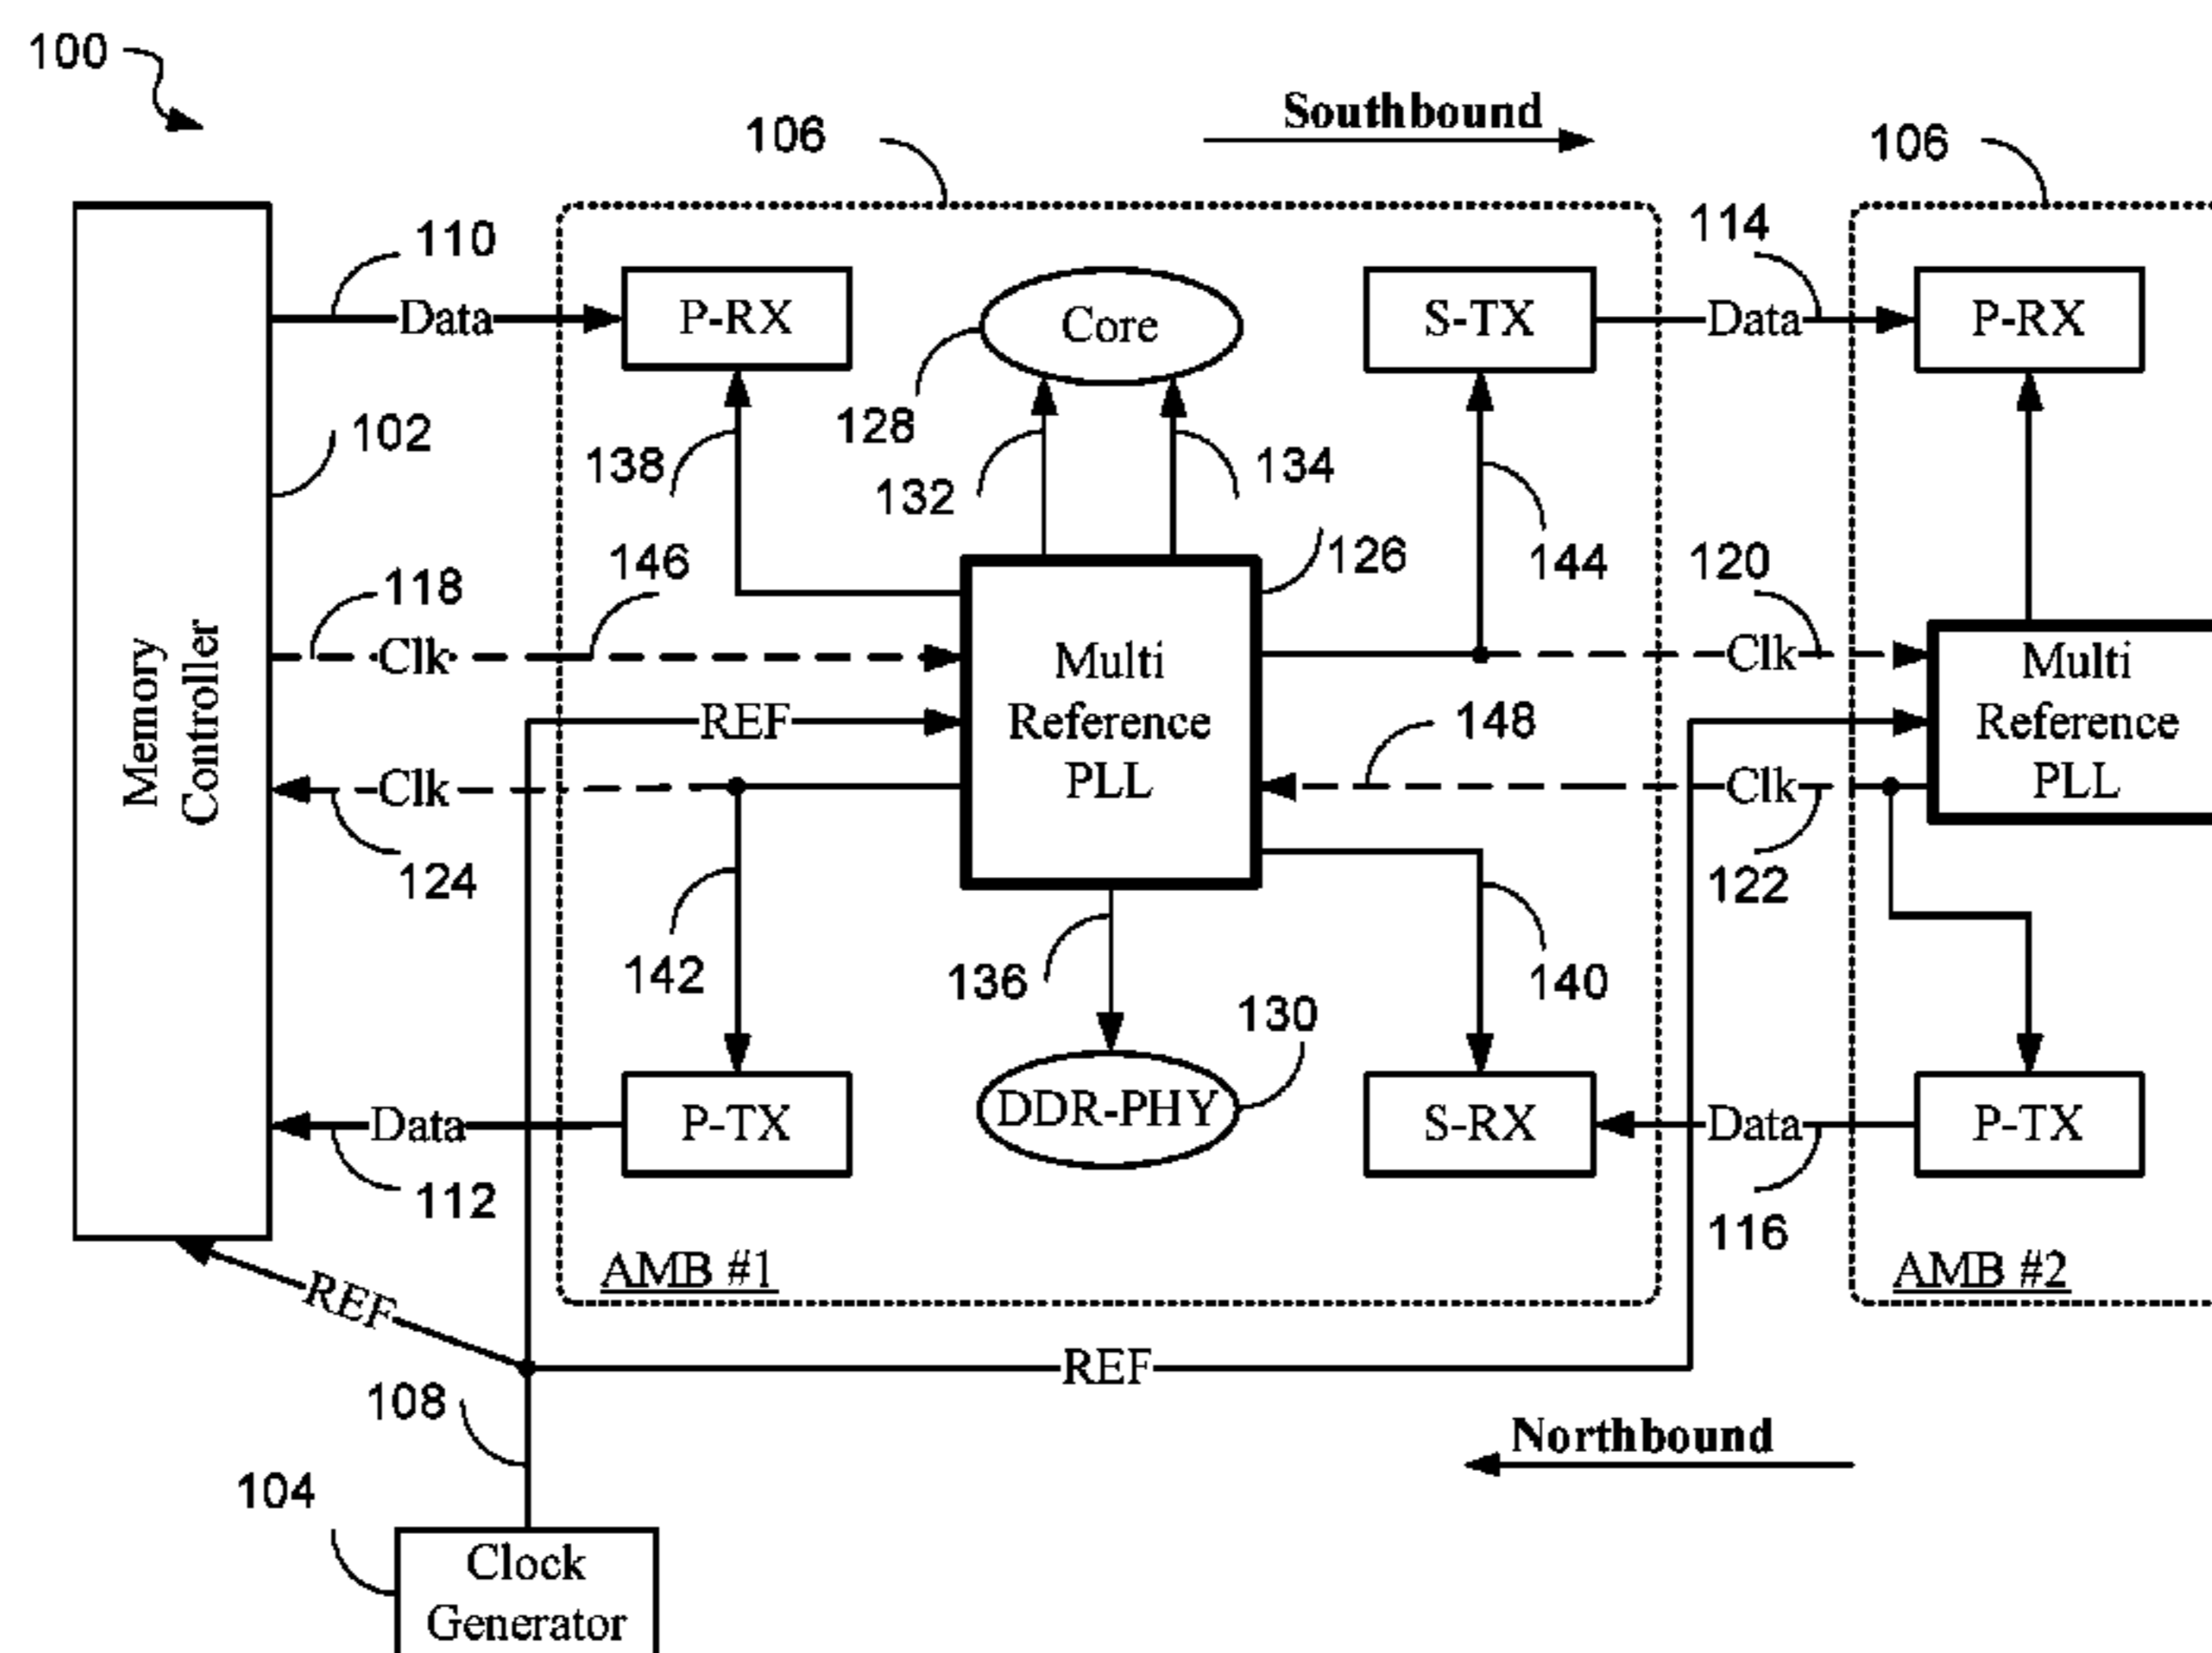 100
Southbound
106
106
110
114
Data
P-RX
Core
S-TX
Data
P-RX
102
128
138
132
134
118
146
126
144
120
Memory
Controller
Clk
Multi
Reference
PLL
Clk
Multi
Reference
PLL
REF
148
Clk
Clk
124
122
142
136
140
130
Data
P-TX
DDR-PHY
S-RX
Data
P-TX
112
116
AMB #1
AMB #2
REF
REF
108
Northbound
104
Clock
Generator